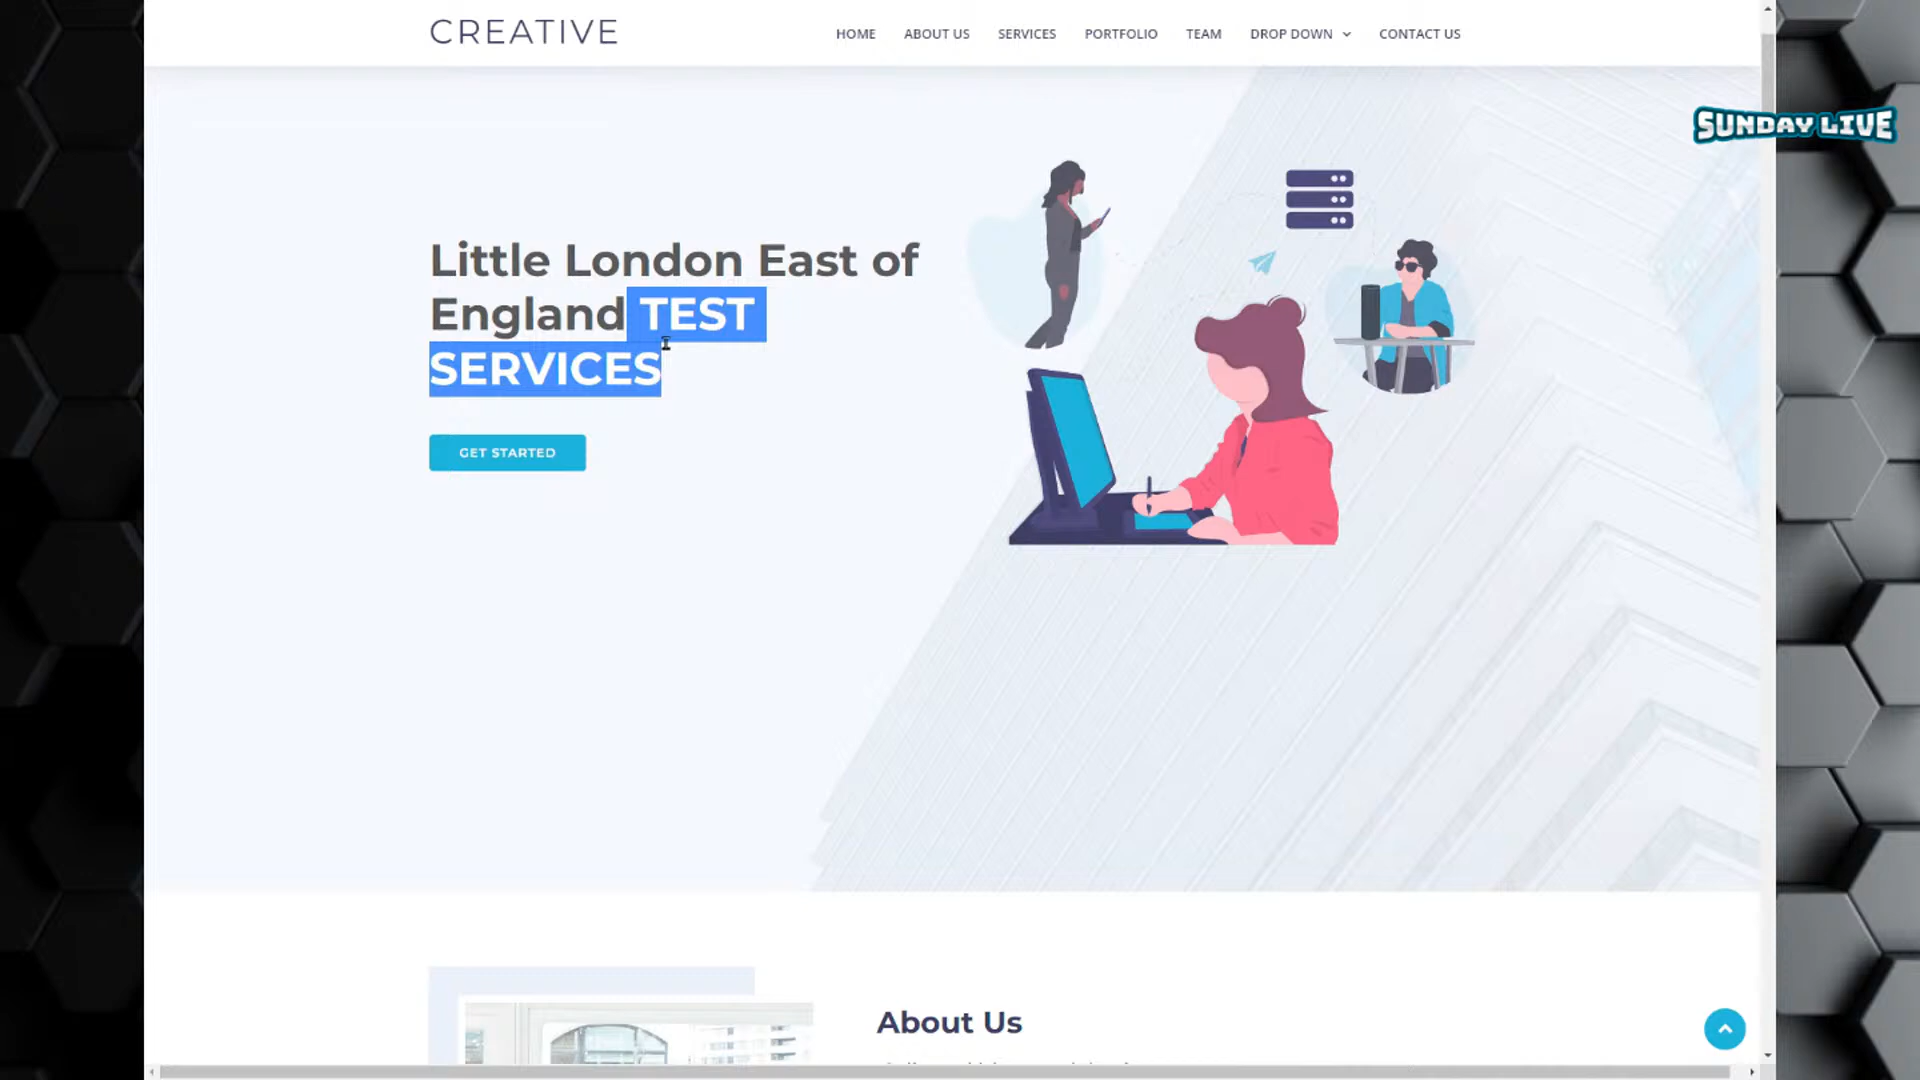 CREATIVE
HOME ABOUT US SERVICES PORTFOLIO TEAM DROP DOWN CONTACT US
SUNDAY LIVE
Little London East of
England TEST
SERVICES
GET STARTED
About Us